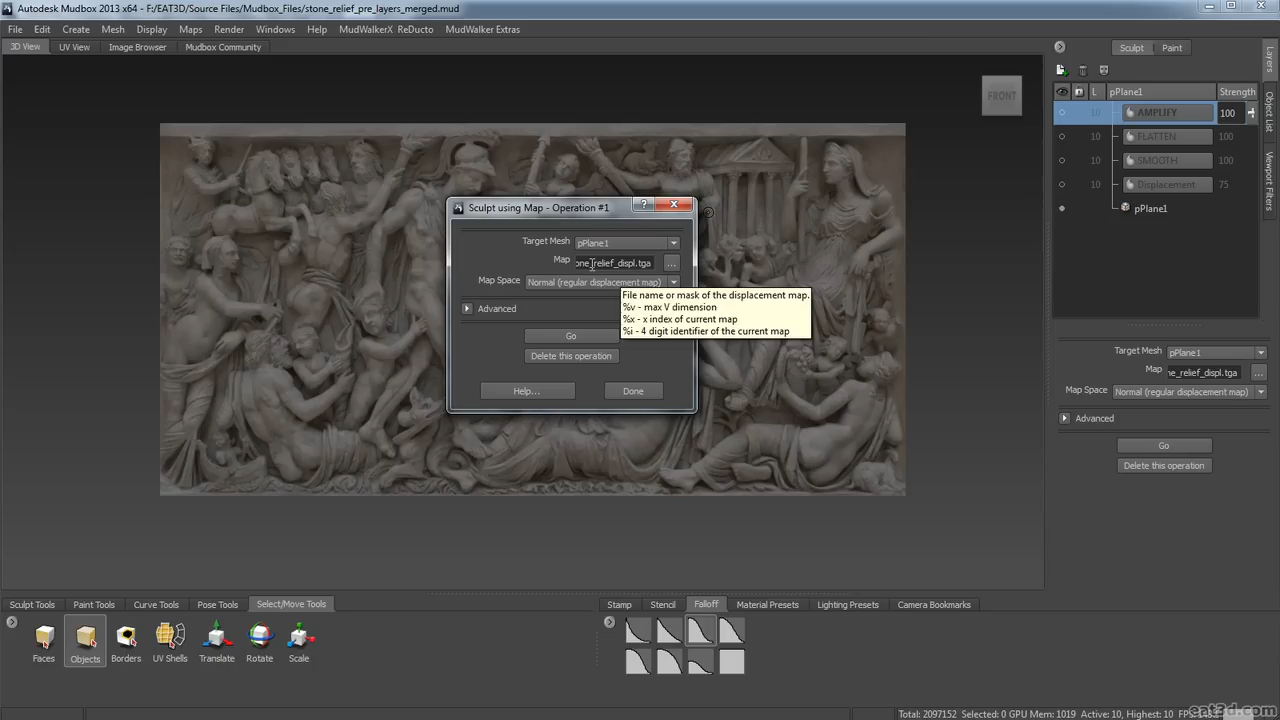 Autodesk Mudbox 2013 x64 - F:/EAT3D/Source Files/Mudbox_Files/stone_relief_pre_layers_merged.mud
File Edit Create Mesh Display Maps Render Windows Help MudWalkerX ReDucto MudWalker Extras
3D View UV View Image Browser Mudbox Community
Sculpt Paint
Layers
Object List
Viewport Filters
L pPlane1 Strength
10 AMPLIFY 100
10 FLATTEN 100
10 SMOOTH 100
10 Displacement 75
pPlane1
FRONT
Sculpt using Map - Operation #1
Target Mesh pPlane1
Map one_relief_displ.tga ...
Map Space Normal (regular displacement map)
Advanced
Go
Delete this operation
Help... Done
File name or mask of the displacement map.
%v - max V dimension
%x - x index of current map
%i - 4 digit identifier of the current map
Target Mesh pPlane1
Map ne_relief_displ.tga ...
Map Space Normal (regular displacement map)
Advanced
Go
Delete this operation
Sculpt Tools Paint Tools Curve Tools Pose Tools Select/Move Tools
Faces Objects Borders UV Shells Translate Rotate Scale
Stamp Stencil Falloff Material Presets Lighting Presets Camera Bookmarks
Total: 2097152 Selected: 0 GPU Mem: 1019 Active: 10, Highest: 10 FPS:
eat3d.com